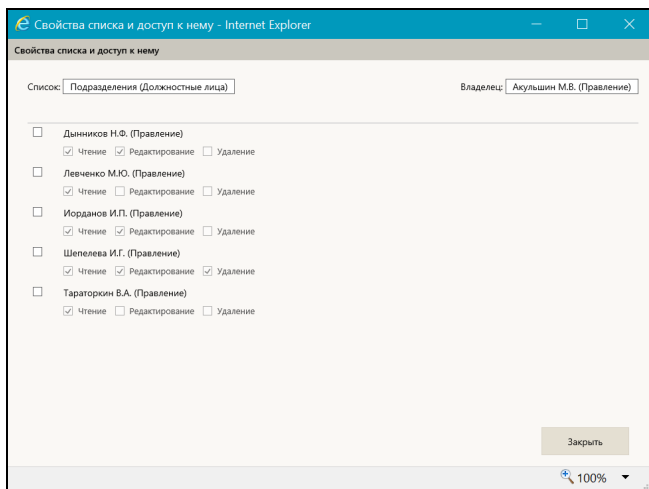 Свойства списка и доступ к нему - Internet Explorer
Свойства списка и доступ к нему
Список: Подразделения (Должностные лица) Владелец: Акульшин М.В. (Правление)
Дынников Н.Ф. (Правление)
Чтение Редактирование Удаление
Левченко М.Ю. (Правление)
Чтение Редактирование Удаление
Иорданов И.П. (Правление)
Чтение Редактирование Удаление
Шепелева И.Г. (Правление)
Чтение Редактирование Удаление
Тараторкин В.А. (Правление)
Чтение Редактирование Удаление
Закрыть
100%